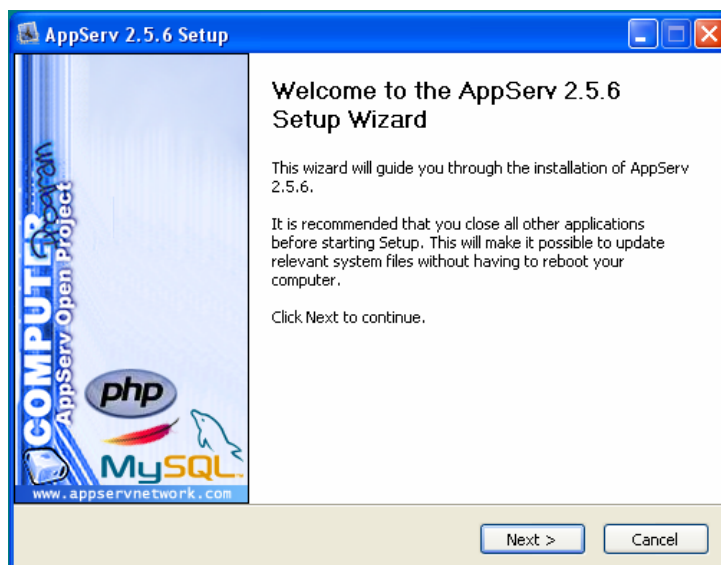 AppServ 2.5.6 Setup
Welcome to the AppServ 2.5.6
Setup Wizard
This wizard will guide you through the installation of AppServ
2.5.6.
It is recommended that you close all other applications
before starting Setup. This will make it possible to update
relevant system files without having to reboot your
computer.
Click Next to continue.
COMPUTER
Program
AppServ Open Project
php
MySQL
www.appservnetwork.com
Next >
Cancel